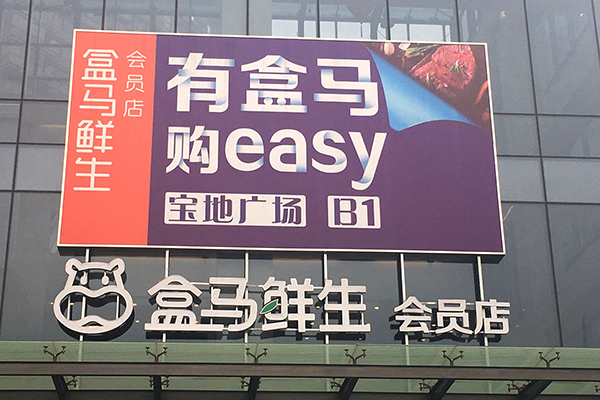 盒马鲜生
会员店
有盒马
购easy
宝地广场 B1
盒马鲜生 会员店